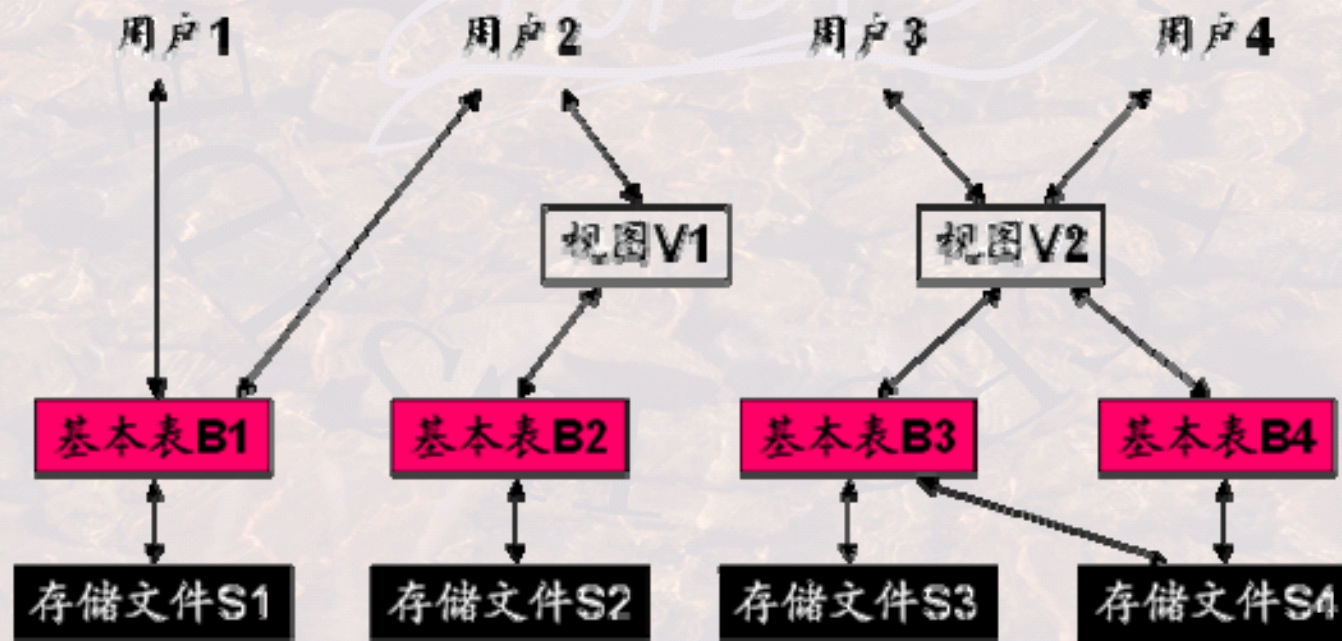 用户1 用户2 用户3 用户4
视图V1 视图V2
基本表B1 基本表B2 基本表B3 基本表B4
存储文件S1 存储文件S2 存储文件S3 存储文件S4